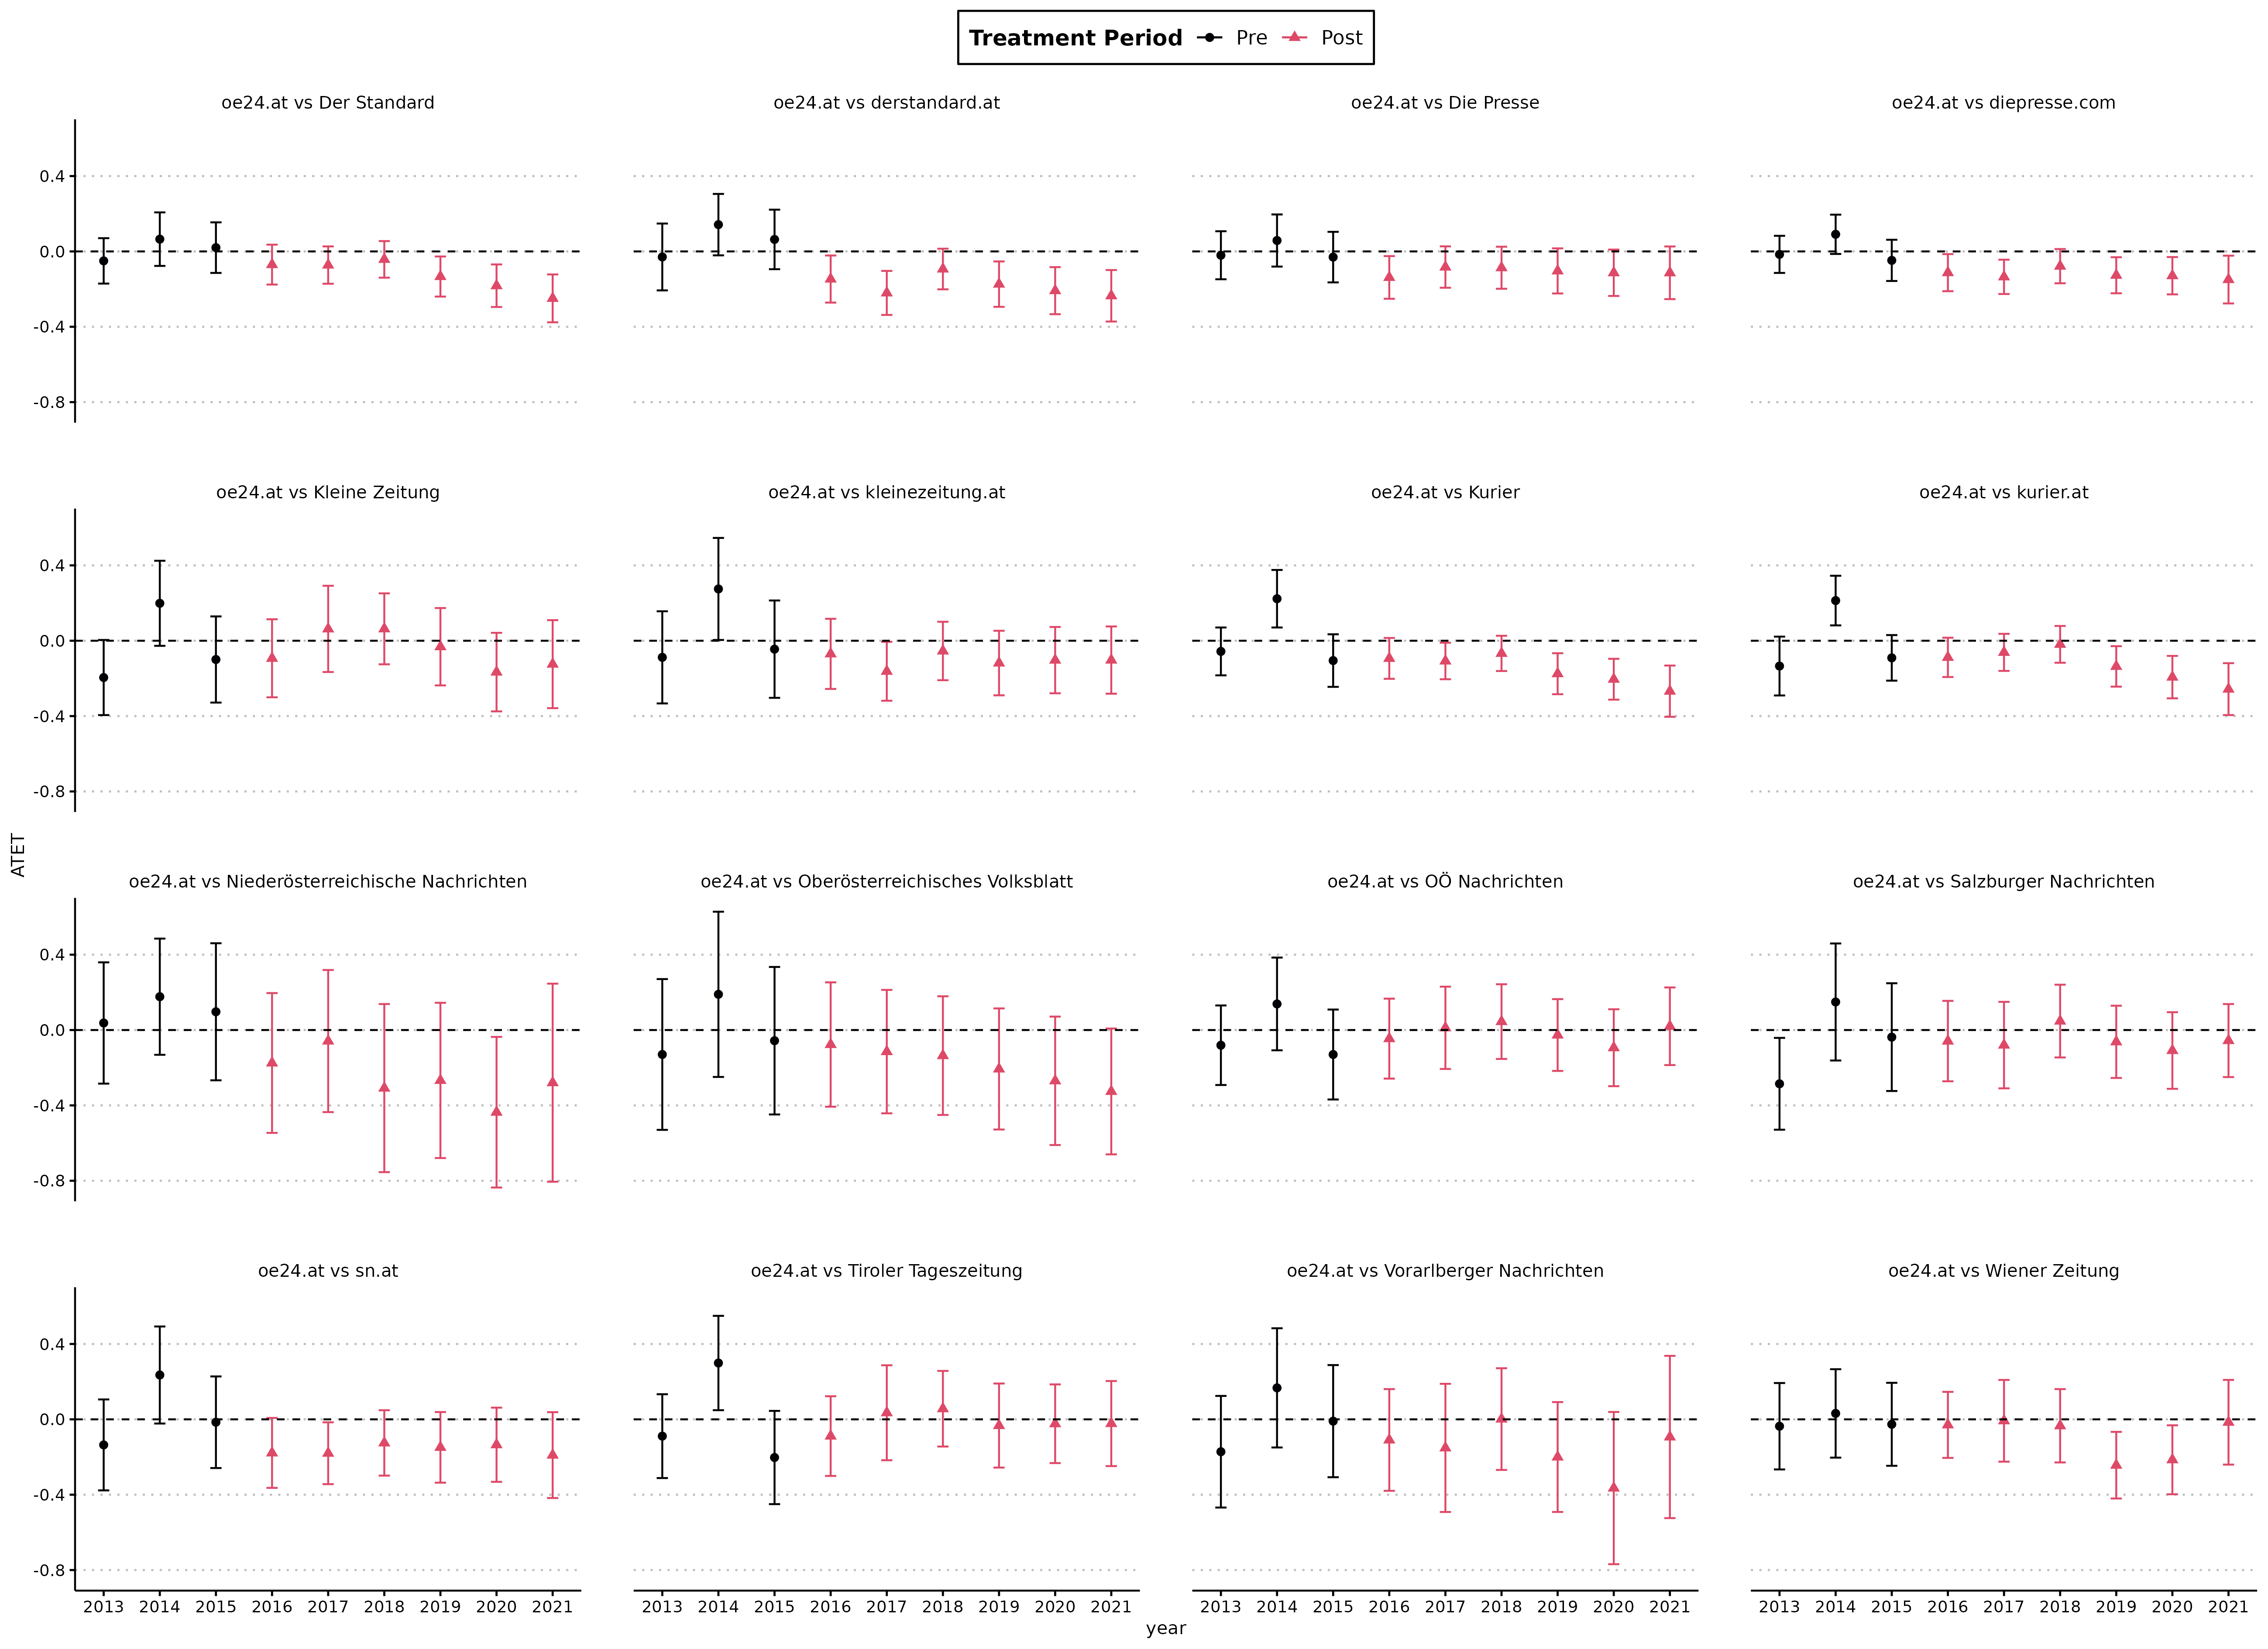 Treatment Period Pre Post
oe24.at vs Der Standard
oe24.at vs derstandard.at
oe24.at vs Die Presse
oe24.at vs diepresse.com
0.4
0.0
-0.4
-0.8
oe24.at vs Kleine Zeitung
oe24.at vs kleinezeitung.at
oe24.at vs Kurier
oe24.at vs kurier.at
0.4
0.0
-0.4
-0.8
ATET
oe24.at vs Niederösterreichische Nachrichten
oe24.at vs Oberösterreichisches Volksblatt
oe24.at vs OÖ Nachrichten
oe24.at vs Salzburger Nachrichten
0.4
0.0
-0.4
-0.8
oe24.at vs sn.at
oe24.at vs Tiroler Tageszeitung
oe24.at vs Vorarlberger Nachrichten
oe24.at vs Wiener Zeitung
0.4
0.0
-0.4
-0.8
2013 2014 2015 2016 2017 2018 2019 2020 2021
2013 2014 2015 2016 2017 2018 2019 2020 2021
2013 2014 2015 2016 2017 2018 2019 2020 2021
2013 2014 2015 2016 2017 2018 2019 2020 2021
year